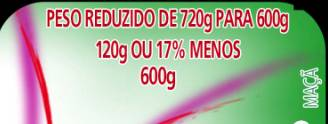 PESO REDUZIDO DE 720g PARA 600g
120g OU 17% MENOS
600g
MAÇÃ